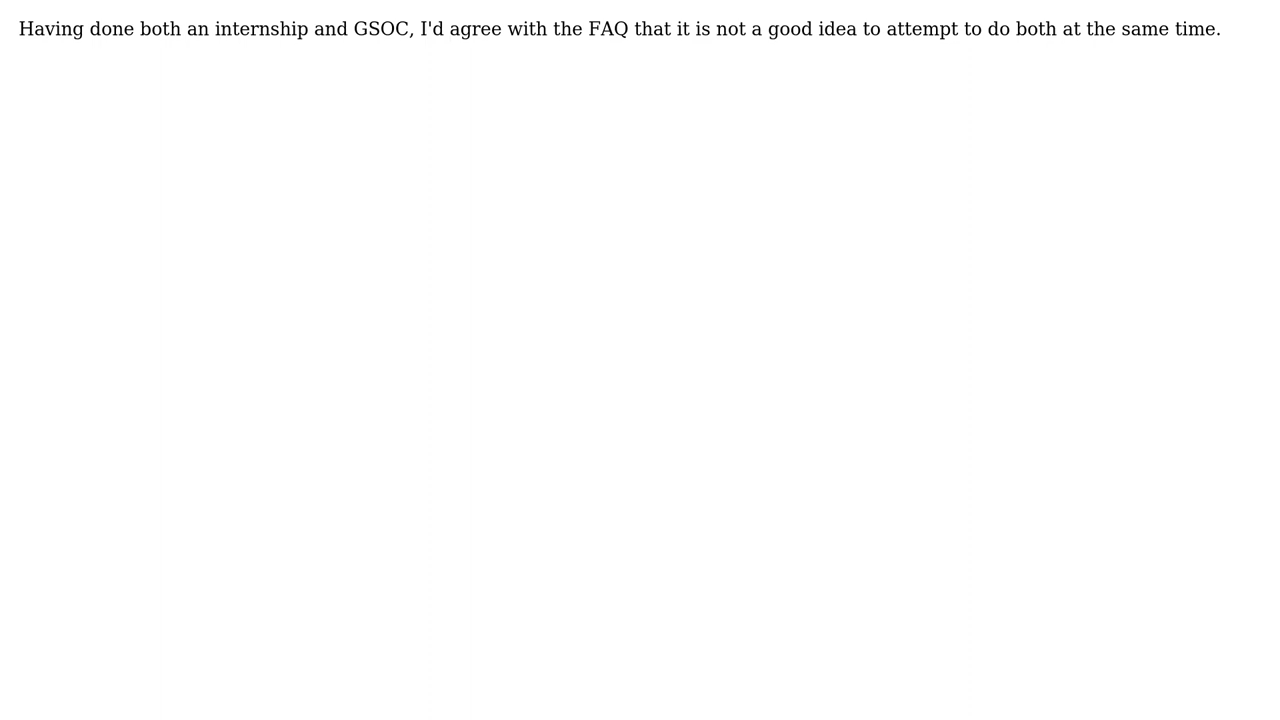 Having done both an internship and GSOC, I'd agree with the FAQ that it is not a good idea to attempt to do both at the same time.